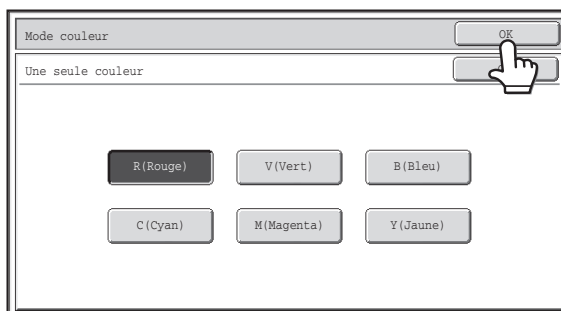 Mode couleur
OK
Une seule couleur
R(Rouge)
V(Vert)
B(Bleu)
C(Cyan)
M(Magenta)
Y(Jaune)